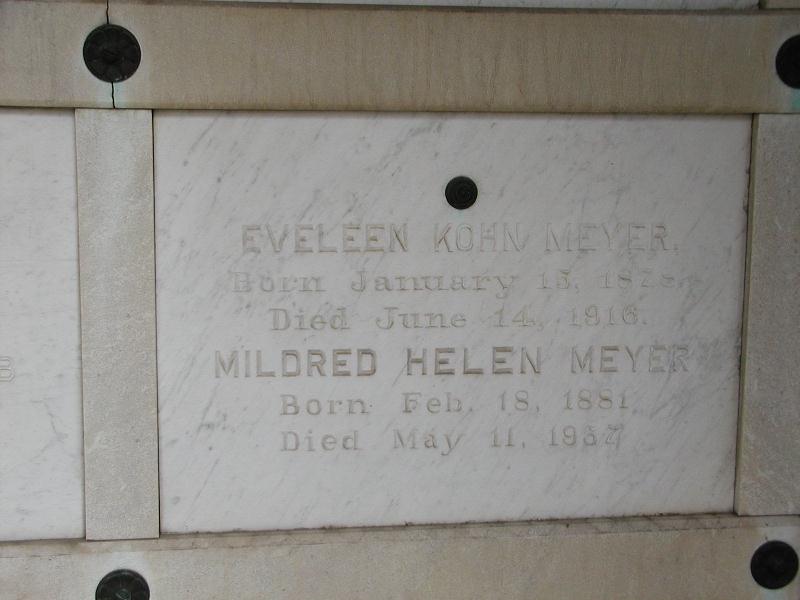 EVELEEN KOHN MEYER.
Born January 15,
Died June 14, 1916.
MILDRED HELEN MEYER
Born Feb. 18, 1881
Died May 11,
B